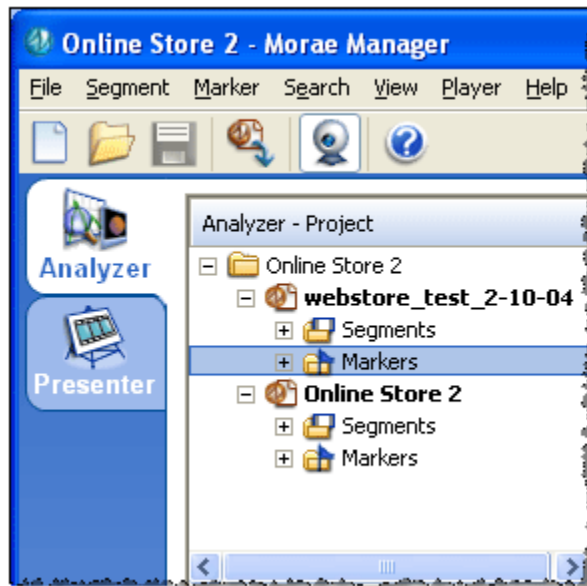 Online Store 2 - Morae Manager
File Segment Marker Search View Player Help
Analyzer
Presenter
Analyzer - Project
Online Store 2
webstore_test_2-10-04
Segments
Markers
Online Store 2
Segments
Markers